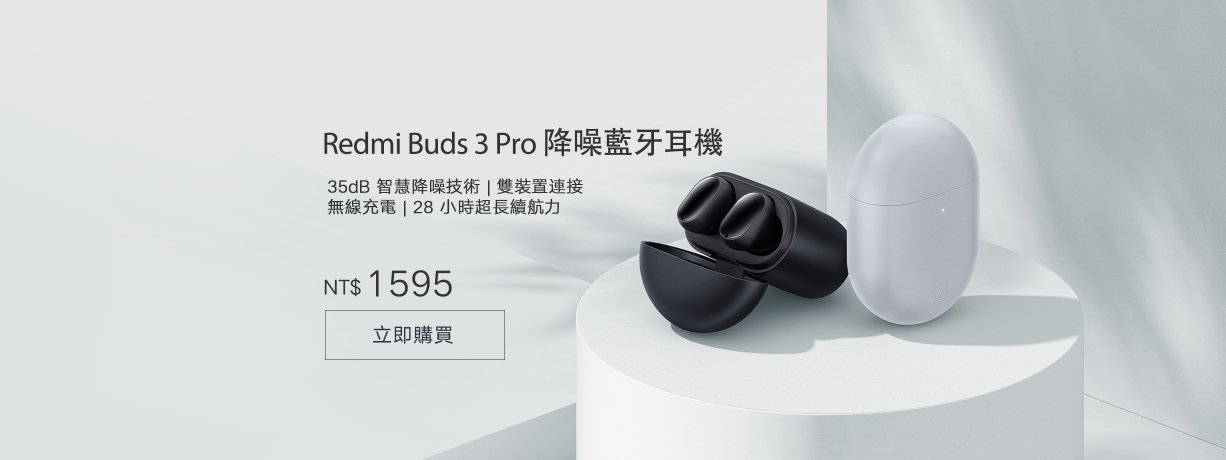 Redmi Buds 3 Pro 降噪藍牙耳機
35dB 智慧降噪技術 | 雙裝置連接
無線充電 | 28 小時超長續航力
NT$ 1595
立即購買